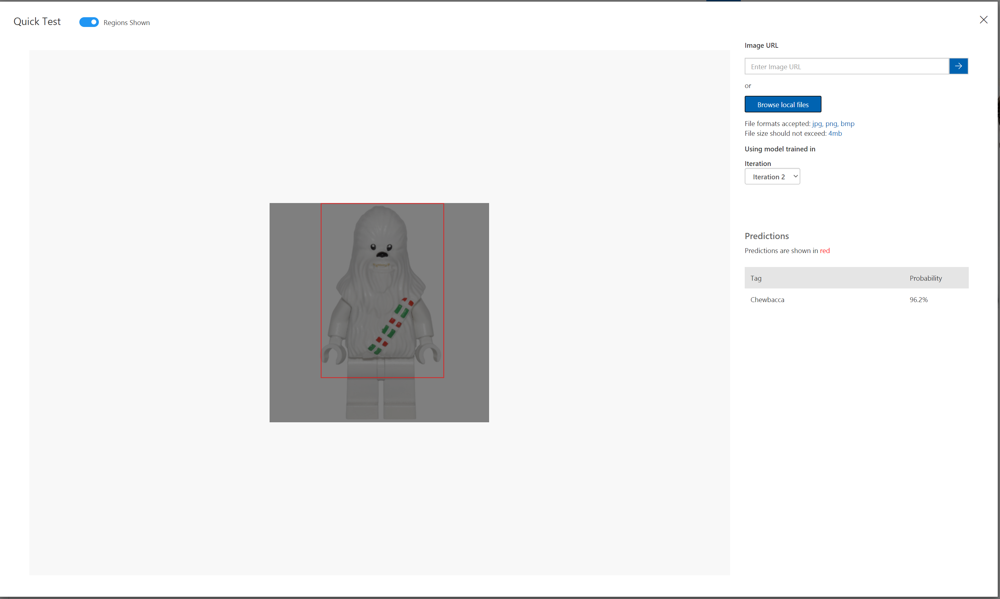 Quick Test
Regions Shown
Image URL
Enter Image URL
or
Browse local files
File formats accepted: jpg, png, bmp
File size should not exceed: 4mb
Using model trained in
Iteration
Iteration 2
Predictions
Predictions are shown in red
Tag Probability
Chewbacca 96.2%